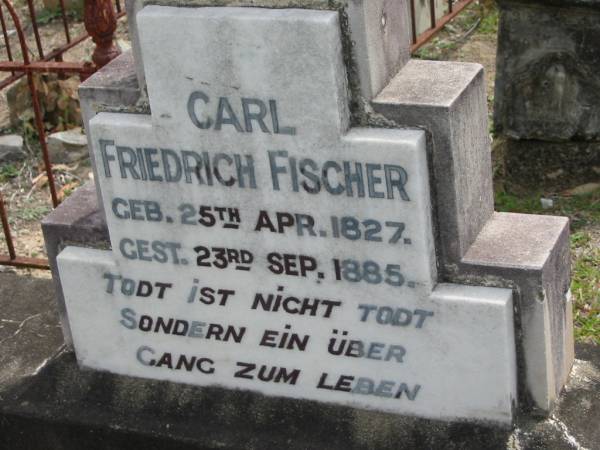 CARL
FRIEDRICH FISCHER
GEB. 25TH APR. 1827.
GEST. 23RD SEP. 1885.
TODT IST NICHT TODT
SONDERN EIN ÜBER
GANG ZUM LEBEN